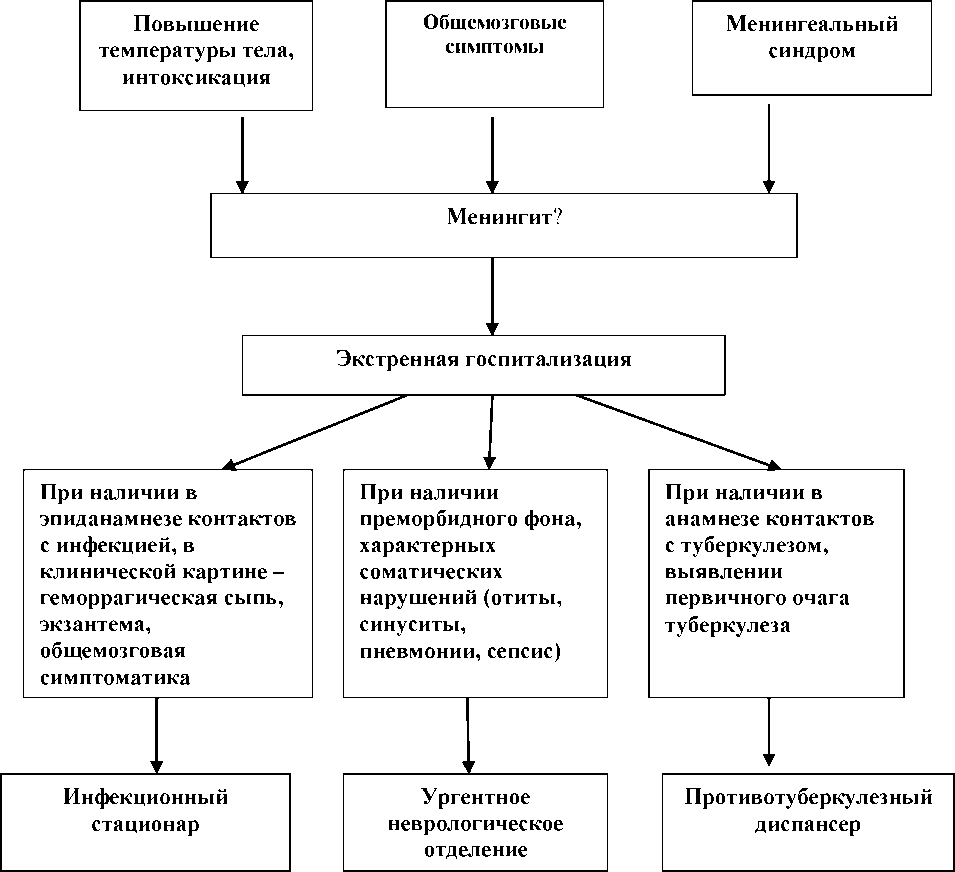 Повышение
температуры тела,
интоксикация
Общемозговые
симптомы
Менингеальный
синдром
Менингит?
Экстренная госпитализация
При наличии в
эпиданамнезе контактов
с инфекцией, в
клинической картине –
геморрагическая сыпь,
экзантема,
общемозговая
симптоматика
При наличии
преморбидного фона,
характерных
соматических
нарушений (отиты,
синуситы,
пневмонии, сепсис)
При наличии в
анамнезе контактов
с туберкулезом,
выявлении
первичного очага
туберкулеза
Инфекционный
стационар
Ургентное
неврологическое
отделение
Противотуберкулезный
диспансер